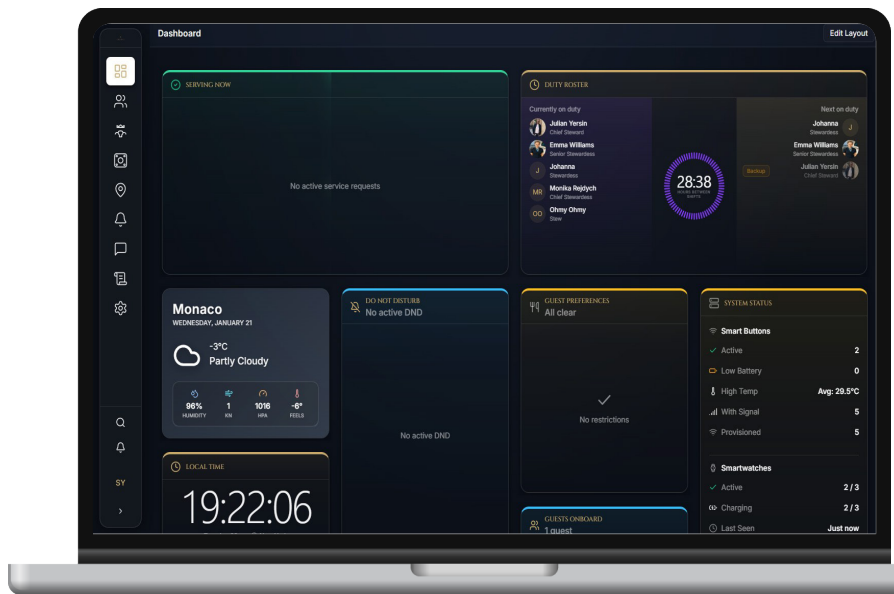 Dashboard
Edit Layout
SERVING NOW
No active service requests
DUTY ROSTER
Currently on duty
Julian Yersin
Chief Steward
Emma Williams
Senior Stewardess
J
Johanna
Stewardess
MR
Monika Rejdych
Chief Stewardess
OO
Ohmy Ohmy
Stew
28:38
HOURS BETWEEN
SHIFTS
Next on duty
Johanna
Stewardess
J
Emma Williams
Senior Stewardess
Backup
Julian Yersin
Chief Steward
Monaco
WEDNESDAY, JANUARY 21
-3°C
Partly Cloudy
96%
HUMIDITY
1
KN
1016
HPA
-6°
FEELS
LOCAL TIME
19:22:06
DO NOT DISTURB
No active DND
No active DND
GUEST PREFERENCES
All clear
No restrictions
GUESTS ONBOARD
1 guest
SYSTEM STATUS
Smart Buttons
Active 2
Low Battery 0
High Temp Avg: 29.5°C
With Signal 5
Provisioned 5
Smartwatches
Active 2 / 3
Charging 2 / 3
Last Seen Just now
SY